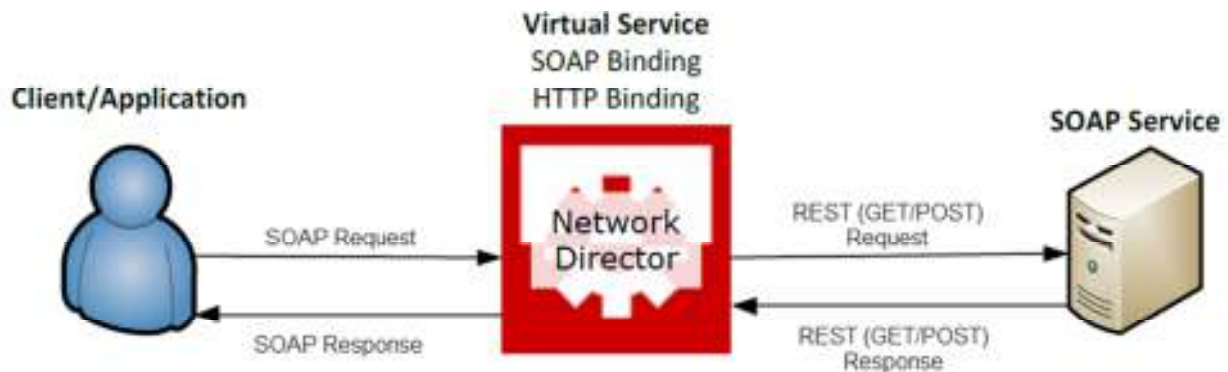 Virtual Service
SOAP Binding
HTTP Binding
Client/Application
SOAP Service
Network
Director
SOAP Request
REST (GET/POST)
Request
SOAP Response
REST (GET/POST)
Response